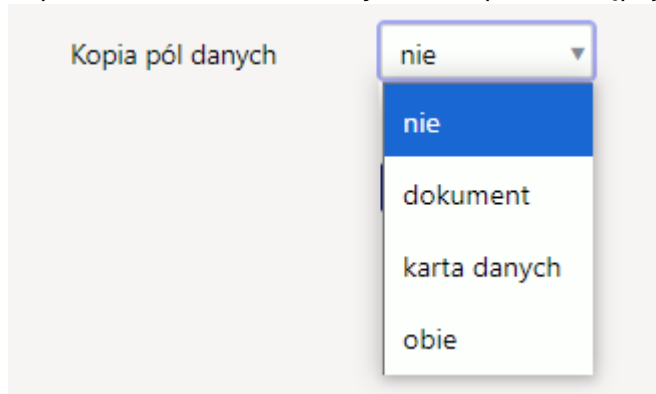 Kopia pól danych nie
nie
dokument
karta danych
obie